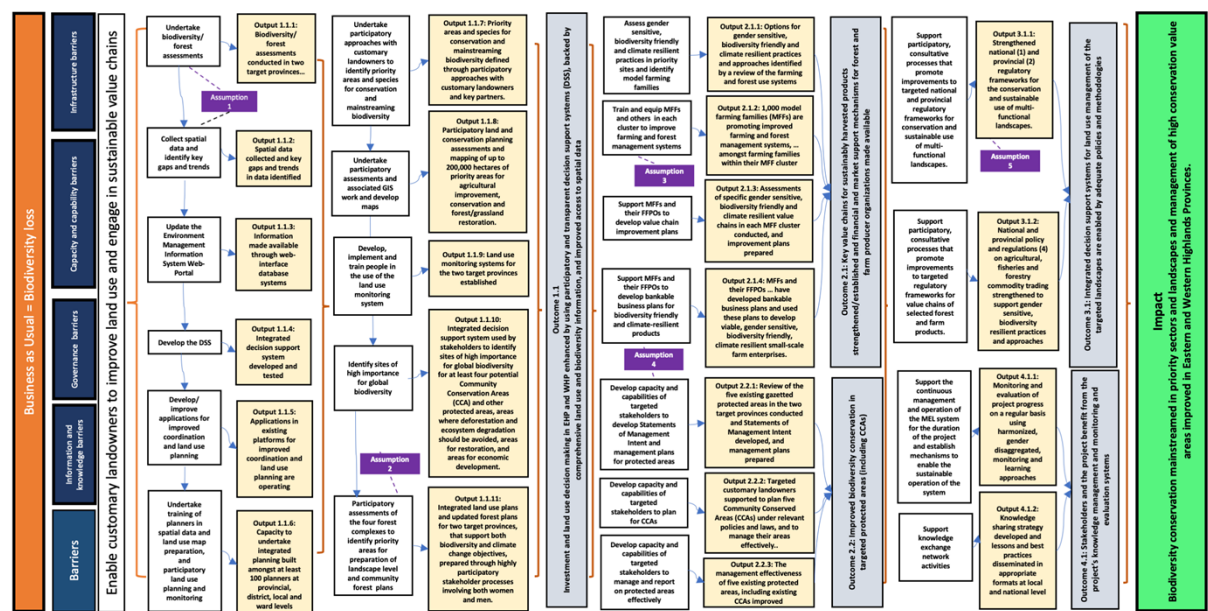 Business as Usual = Biodiversity loss
Infrastructure barriers
Capacity and capability barriers
Governance barriers
Information and
knowledge barriers
Barriers
Enable customary landowners to improve land use and engage in sustainable value chains
Undertake
biodiversity/
forest
assessments
Assumption
1
Collect spatial
data and
identify key
gaps and trends
Update the
Environment
Management
Information
System Web-
Portal
Develop the DSS
Develop/
improve
applications for
improved
coordination
and land use
planning
Undertake
training of
planners in
spatial data and
land use map
preparation, and
participatory
land use
planning and
monitoring
Output 1.1.1:
Biodiversity/
forest
assessments
conducted in two
target provinces…
Output 1.1.2:
Spatial data
collected and key
gaps and trends
in data identified
Output 1.1.3:
Information
made available
through web-
interface
database
systems
Output 1.1.4:
Integrated
decision support
system
developed and
tested
Output 1.1.5:
Applications in
existing
platforms for
improved
coordination and
land use
planning are
operating
Output 1.1.6:
Capacity to
undertake
integrated
planning built
amongst at least
100 planners at
provincial,
district, local and
ward levels
Undertake
participatory
approaches with
customary
landowners to
identify priority
areas and species
for conservation
and
mainstreaming
biodiversity
Undertake
participatory
assessments and
associated GIS
work and develop
maps
Develop,
implement and
train people in
the use of the
land use
monitoring
system
Identify sites of
high importance
for global
biodiversity
Assumption
2
Participatory
assessments of
the four forest
complexes to
identify priority
areas for
preparation of
landscape level
and community
forest plans
Output 1.1.7: Priority
areas and species for
conservation and
mainstreaming
biodiversity defined
through participatory
approaches with
customary landowners
and key partners.
Output 1.1.8:
Participatory land and
conservation planning
assessments and
mapping of up to
200,000 hectares of
priority areas for
agricultural
improvement,
conservation and
forest/grassland
restoration.
Output 1.1.9: Land use
monitoring systems for
the two target provinces
established
Output 1.1.10:
Integrated decision
support system used by
stakeholders to identify
sites of high importance
for global biodiversity for
at least four potential
Community
Conservation Areas
(CCA) and other
protected areas, areas
where deforestation and
ecosystem degradation
should be avoided, areas
for restoration, and areas
for economic
development.
Output 1.1.11:
Integrated land use plans
and updated forest plans
for two target provinces,
that support both
biodiversity and climate
change objectives,
prepared through highly
participatory
stakeholder processes
involving both women
and men.
Outcome 1.1
Investment and land use decision making in EHP and WHP enhanced by using participatory and transparent decision support systems (DSS), backed by
comprehensive land use and biodiversity information, and improved access to spatial data
Assess gender
sensitive,
biodiversity friendly
and climate resilient
practices in priority
sites and identify
model farming
families
Train and equip MFFs
and others in each
cluster to improve
farming and forest
management systems
Assumption
3
Support MFFs and
their FFPOs to
develop value chain
improvement plans
Support MFFs and
their FFPOs to
develop bankable
business plans for
biodiversity friendly
and climate-resilient
products
Assumption
4
Develop capacity and
capabilities of
targeted stakeholders
to develop
Statements of
Management Intent
and management
plans for protected
areas
Develop capacity and
capabilities of
targeted
stakeholders to plan
for CCAs
Develop capacity and
capabilities of
targeted
stakeholders to
manage and report
on protected areas
effectively
Output 2.1.1: Options for
gender sensitive,
biodiversity friendly and
climate resilient practices
and approaches identified
by a review of the farming
and forest use systems
Output 2.1.2: 1,000 model
farming families (MFFs) are
promoting improved
farming and forest
management systems, …
amongst farming families
within their MFF cluster
Output 2.1.3: Assessments
of specific gender sensitive,
biodiversity friendly and
climate resilient value
chains in each MFF cluster
conducted, and
improvement plans
Output 2.1.4: MFFs and
their FFPOs … have
developed bankable
business plans and used
these plans to develop
viable, gender sensitive,
biodiversity friendly,
climate resilient small-scale
farm enterprises.
Output 2.2.1: Review of the
five existing gazetted
protected areas in the two
target provinces conducted
and Statements of
Management Intent
developed, and
management plans
prepared
Output 2.2.2: Targeted
customary landowners
supported to plan five
Community Conserved
Areas (CCAs) under relevant
policies and laws, and to
manage their areas
effectively..
Output 2.2.3: The
management effectiveness
of five existing protected
areas, including existing
CCAs improved
Outcome 2.1: Key value chains for sustainably harvested products
strengthened/established and financial and market support mechanisms for forest and
farm producer organizations made available
Outcome 2.2: Improved biodiversity conservation in
targeted protected areas (including CCAs)
Support
participatory,
consultative
processes that
promote
improvements to
targeted national
and provincial
regulatory
frameworks for
conservation and
sustainable use
of multi-
functional
landscapes.
Assumption
5
Support
participatory,
consultative
processes that
promote
improvements to
targeted
regulatory
frameworks for
value chains of
selected forest
and farm
products.
Support the
continuous
management
and operation of
the MEL system
for the duration
of the project
and establish
mechanisms to
enable the
sustainable
operation of the
system
Support
knowledge
exchange network
activities
Output 3.1.1:
Strengthened
national (1) and
provincial (2)
regulatory
frameworks for
the conservation
and sustainable
use of multi-
functional
landscapes.
Output 3.1.2:
National and
provincial policy
and regulations (4)
on agricultural,
fisheries and
forestry
commodity trading
strengthened to
support gender
sensitive,
biodiversity
resilient practices
and approaches
Output 4.1.1:
Monitoring and
evaluation of
project progress
on a regular basis
using
harmonized,
gender
disaggregated,
monitoring and
learning
approaches
Output 4.1.2:
Knowledge
sharing strategy
developed and
lessons and best
practices
disseminated in
appropriate
formats at local
and national level
Outcome 3.1: Integrated decision support systems for land use management of the
targeted landscapes are enabled by adequate policies and methodologies
Outcome 4.1: Stakeholders and the project benefit from the
project's knowledge management and monitoring and
evaluation systems
Impact
Biodiversity conservation mainstreamed in priority sectors and landscapes and management of high conservation value
areas improved in Eastern and Western Highlands Provinces.